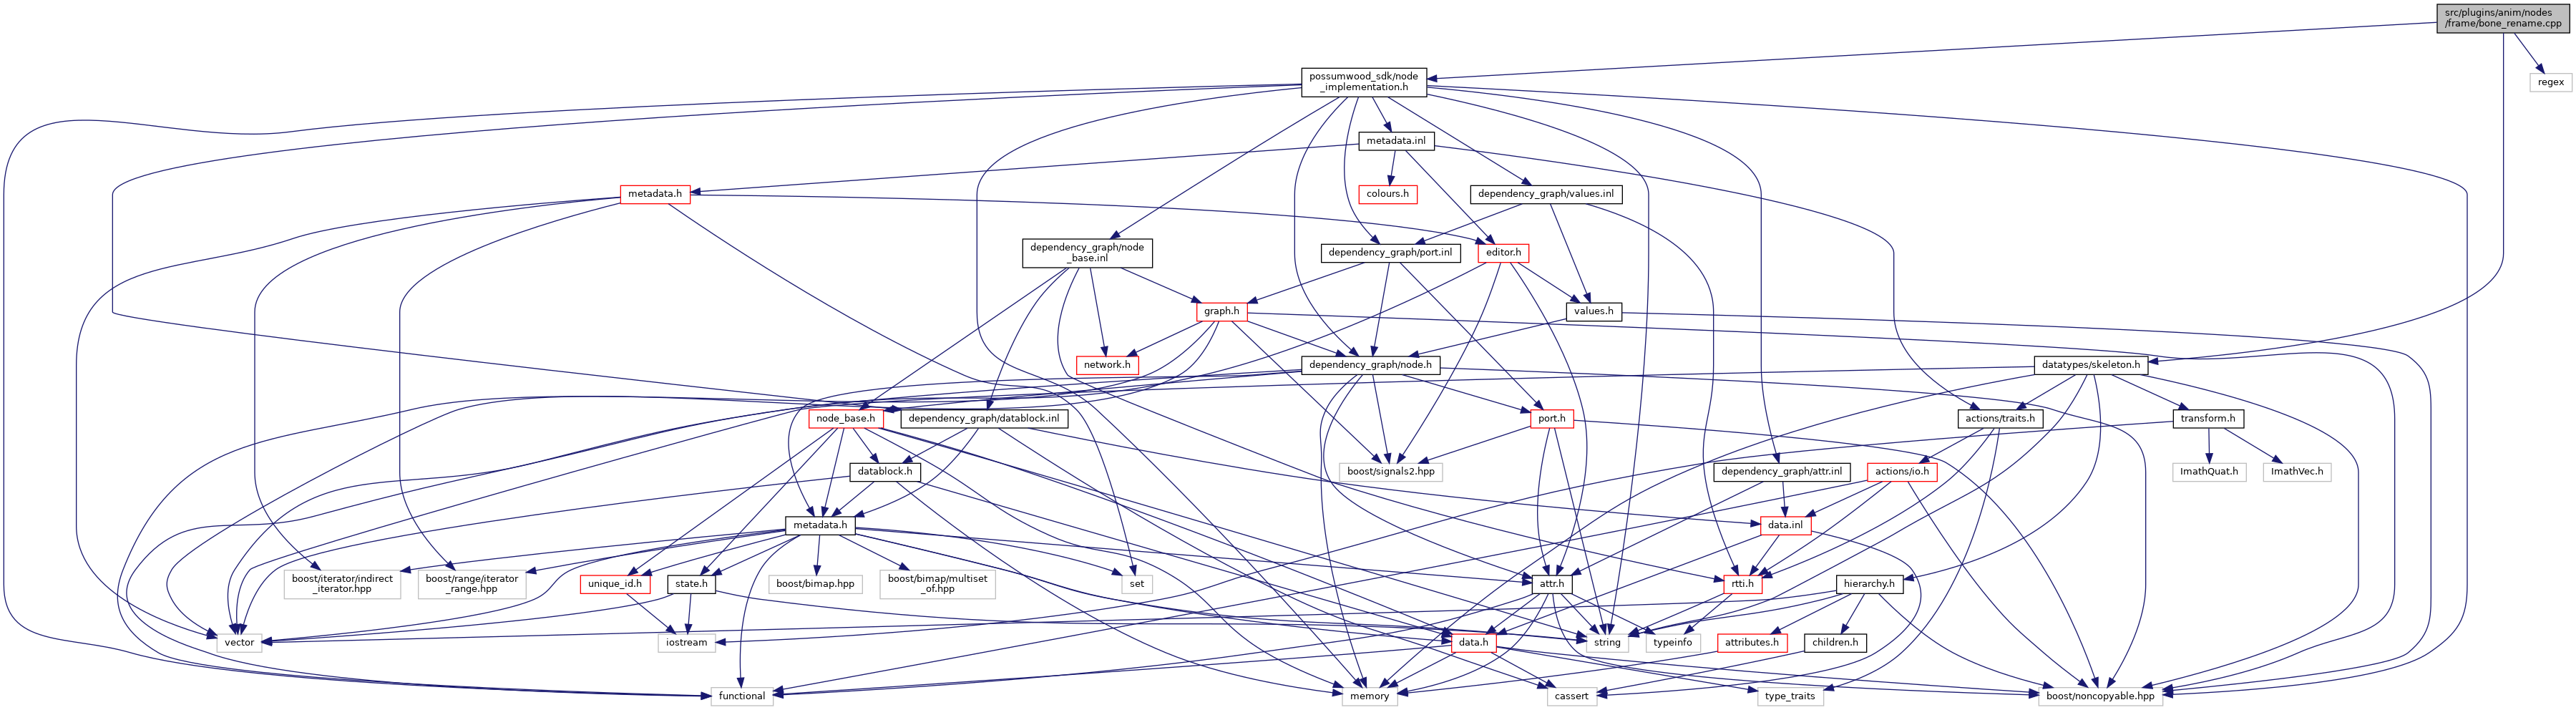 src/plugins/anim/nodes
/frame/bone_rename.cpp
possumwood_sdk/node
_implementation.h
regex
metadata.inl
metadata.h
colours.h
dependency_graph/values.inl
dependency_graph/node
_base.inl
dependency_graph/port.inl
editor.h
graph.h
values.h
network.h
dependency_graph/node.h
datatypes/skeleton.h
node_base.h
dependency_graph/datablock.inl
port.h
actions/traits.h
transform.h
datablock.h
boost/signals2.hpp
dependency_graph/attr.inl
actions/io.h
ImathQuat.h
ImathVec.h
metadata.h
data.inl
boost/iterator/indirect
_iterator.hpp
boost/range/iterator
_range.hpp
unique_id.h
state.h
boost/bimap.hpp
boost/bimap/multiset
_of.hpp
set
attr.h
rtti.h
hierarchy.h
vector
iostream
data.h
string
typeinfo
attributes.h
children.h
functional
memory
cassert
type_traits
boost/noncopyable.hpp